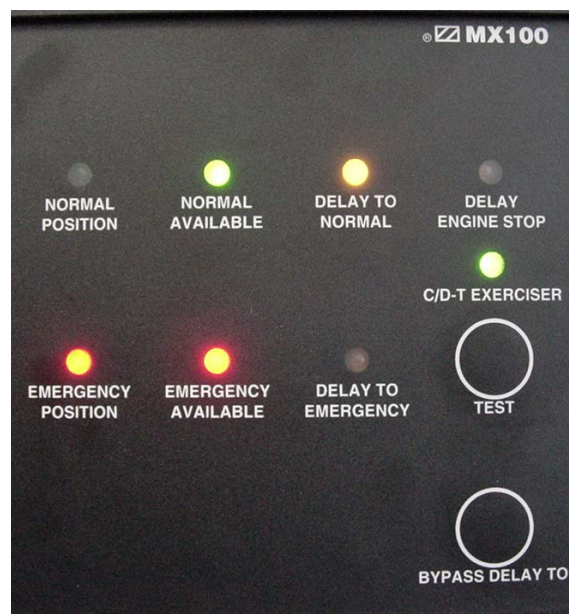 ® MX100
NORMAL
POSITION
NORMAL
AVAILABLE
DELAY TO
NORMAL
DELAY
ENGINE STOP
C/D-T EXERCISER
EMERGENCY
POSITION
EMERGENCY
AVAILABLE
DELAY TO
EMERGENCY
TEST
BYPASS DELAY TO